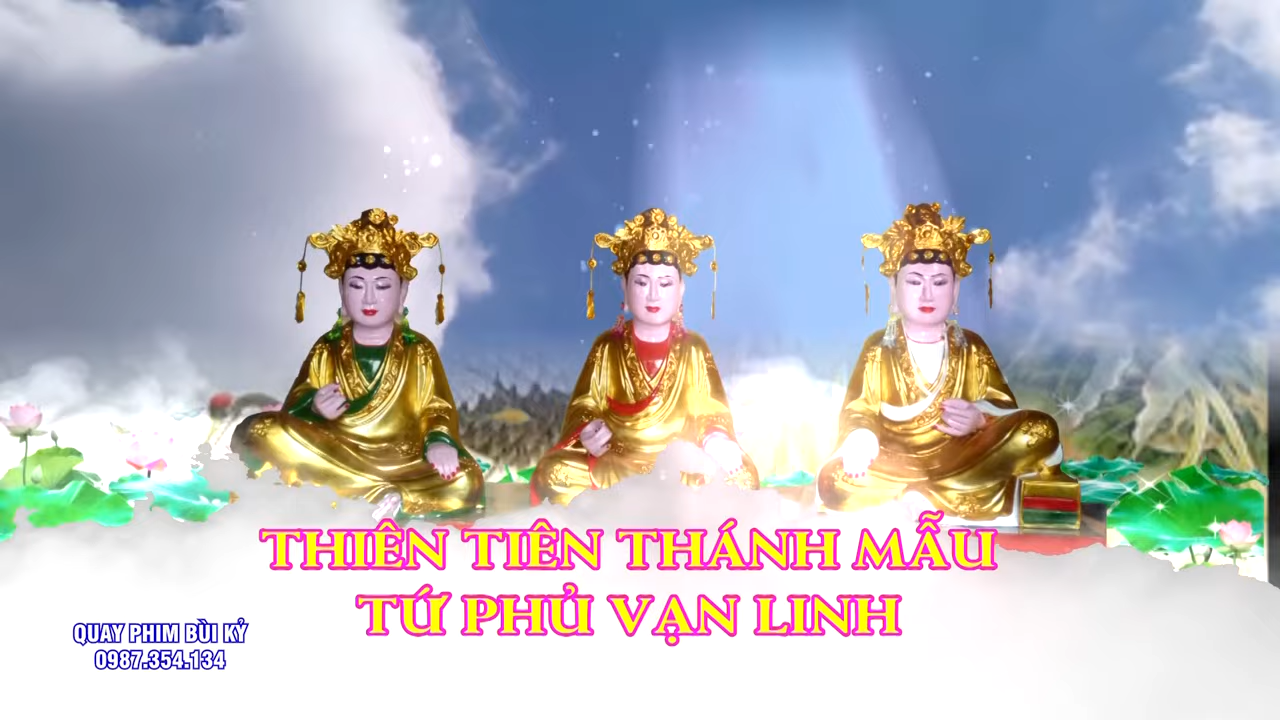 THIÊN TIÊN THÁNH MẪU
TỨ PHỦ VẠN LINH
QUAY PHIM BÙI KỶ
0987.354.134